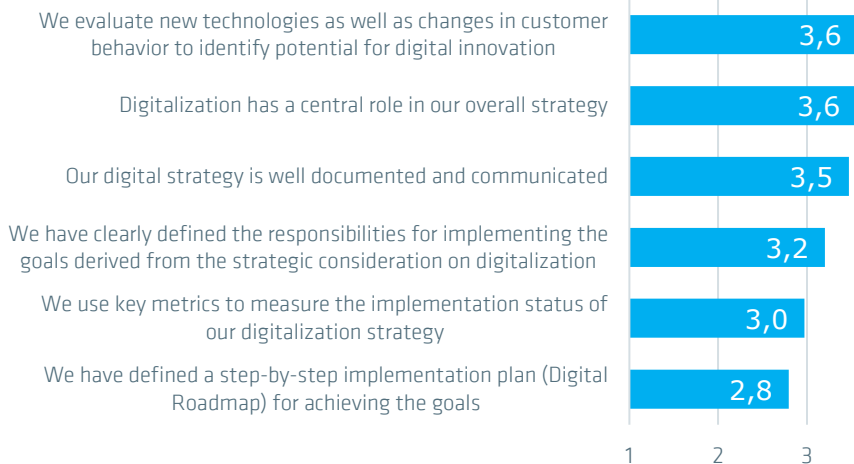 We evaluate new technologies as well as changes in customer
behavior to identify potential for digital innovation
3,6
Digitalization has a central role in our overall strategy
3,6
Our digital strategy is well documented and communicated
3,5
We have clearly defined the responsibilities for implementing the
goals derived from the strategic consideration on digitalization
3,2
We use key metrics to measure the implementation status of
our digitalization strategy
3,0
We have defined a step-by-step implementation plan (Digital
Roadmap) for achieving the goals
2,8
1 2 3